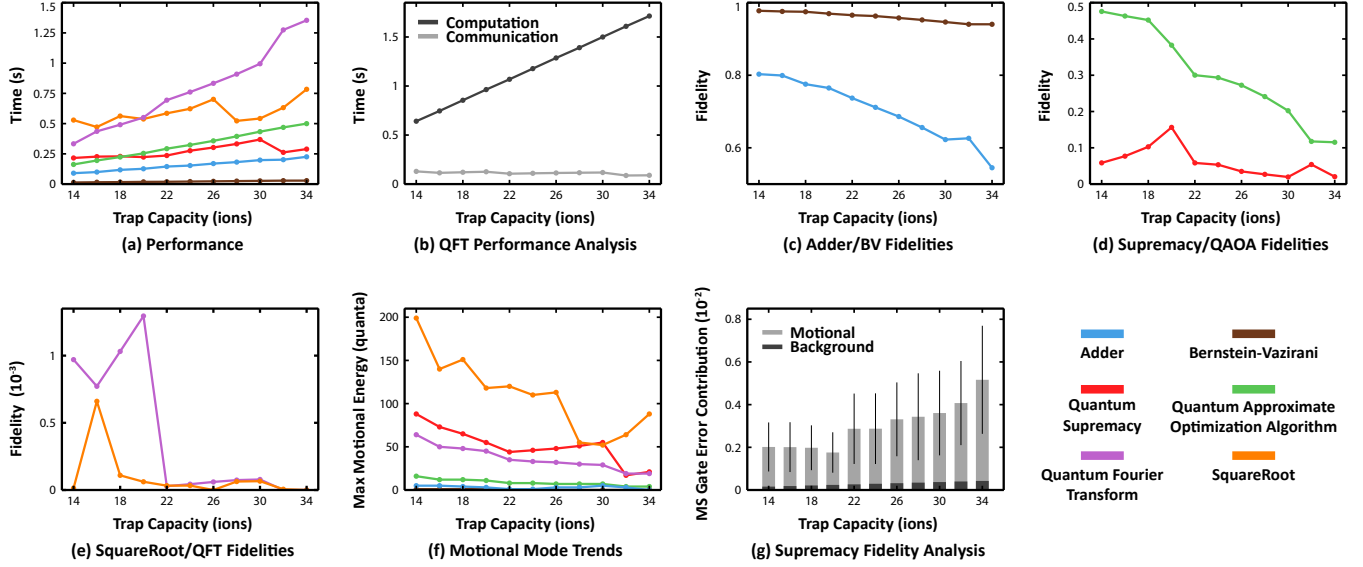 Time (s)
1.5
1.25
1
0.75
0.5
0.25
0
14
18
22
26
30
34
Trap Capacity (ions)
(a) Performance
Time (s)
1.5
1
0.5
0
Computation
Communication
14
18
22
26
30
34
Trap Capacity (ions)
(b) QFT Performance Analysis
Fidelity
1
0.8
0.6
14
18
22
26
30
34
Trap Capacity (ions)
(c) Adder/BV Fidelities
Fidelity
0.5
0.4
0.3
0.2
0.1
0
14
18
22
26
30
34
Trap Capacity (ions)
(d) Supremacy/QAOA Fidelities
Fidelity (10⁻³)
1
0.5
0
14
18
22
26
30
34
Trap Capacity (ions)
(e) SquareRoot/QFT Fidelities
Max Motional Energy (quanta)
200
150
100
50
0
14
18
22
26
30
34
Trap Capacity (ions)
(f) Motional Mode Trends
MS Gate Error Contribution (10⁻²)
0.8
0.6
0.4
0.2
0
Motional
Background
14
18
22
26
30
34
Trap Capacity (ions)
(g) Supremacy Fidelity Analysis
Adder
Bernstein-Vazirani
Quantum
Supremacy
Quantum Approximate
Optimization Algorithm
Quantum Fourier
Transform
SquareRoot